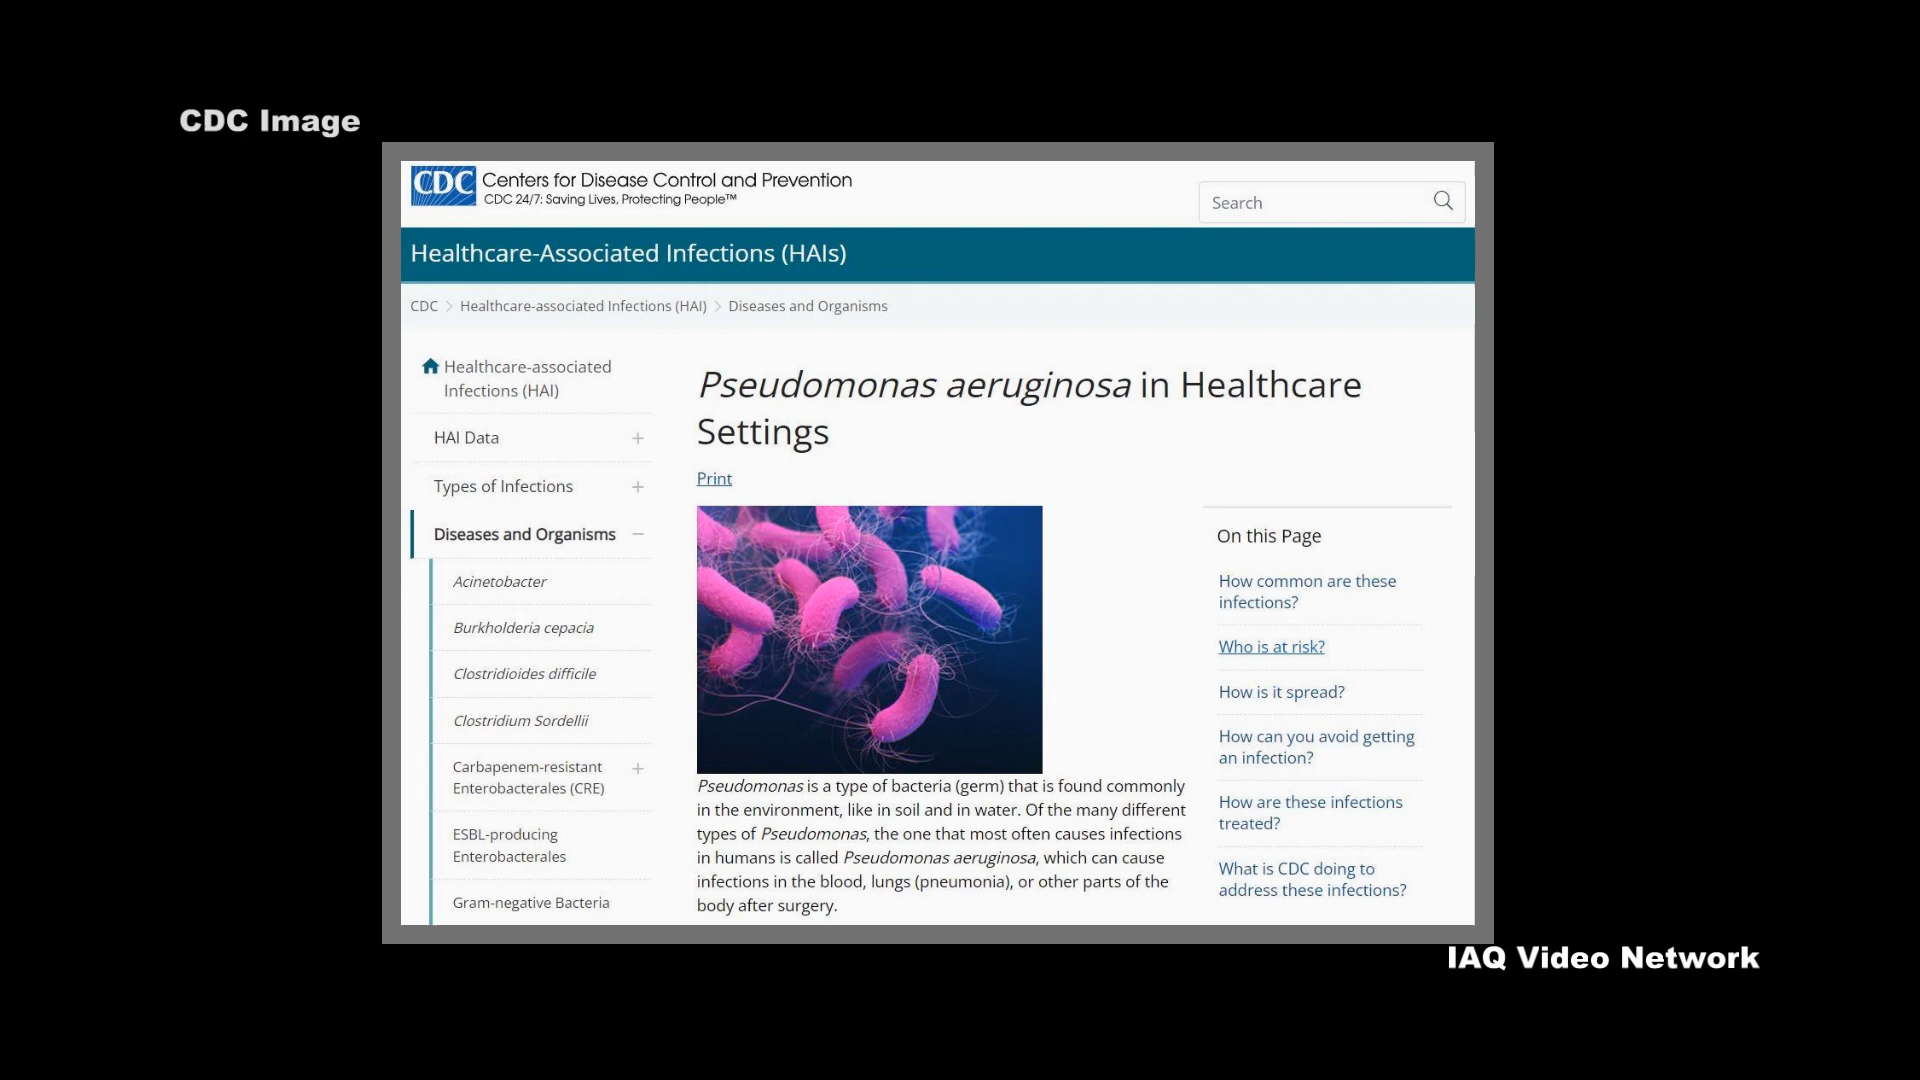 CDC Image
CDC Centers for Disease Control and Prevention
CDC 24/7: Saving Lives, Protecting People™
Search
Healthcare-Associated Infections (HAIs)
CDC > Healthcare-associated Infections (HAI) > Diseases and Organisms
Healthcare-associated
Infections (HAI)
HAI Data +
Types of Infections +
Diseases and Organisms −
Acinetobacter
Burkholderia cepacia
Clostridioides difficile
Clostridium Sordellii
Carbapenem-resistant +
Enterobacterales (CRE)
ESBL-producing
Enterobacterales
Gram-negative Bacteria
Pseudomonas aeruginosa in Healthcare
Settings
Print
Pseudomonas is a type of bacteria (germ) that is found commonly
in the environment, like in soil and in water. Of the many different
types of Pseudomonas, the one that most often causes infections
in humans is called Pseudomonas aeruginosa, which can cause
infections in the blood, lungs (pneumonia), or other parts of the
body after surgery.
On this Page
How common are these
infections?
Who is at risk?
How is it spread?
How can you avoid getting
an infection?
How are these infections
treated?
What is CDC doing to
address these infections?
IAQ Video Network